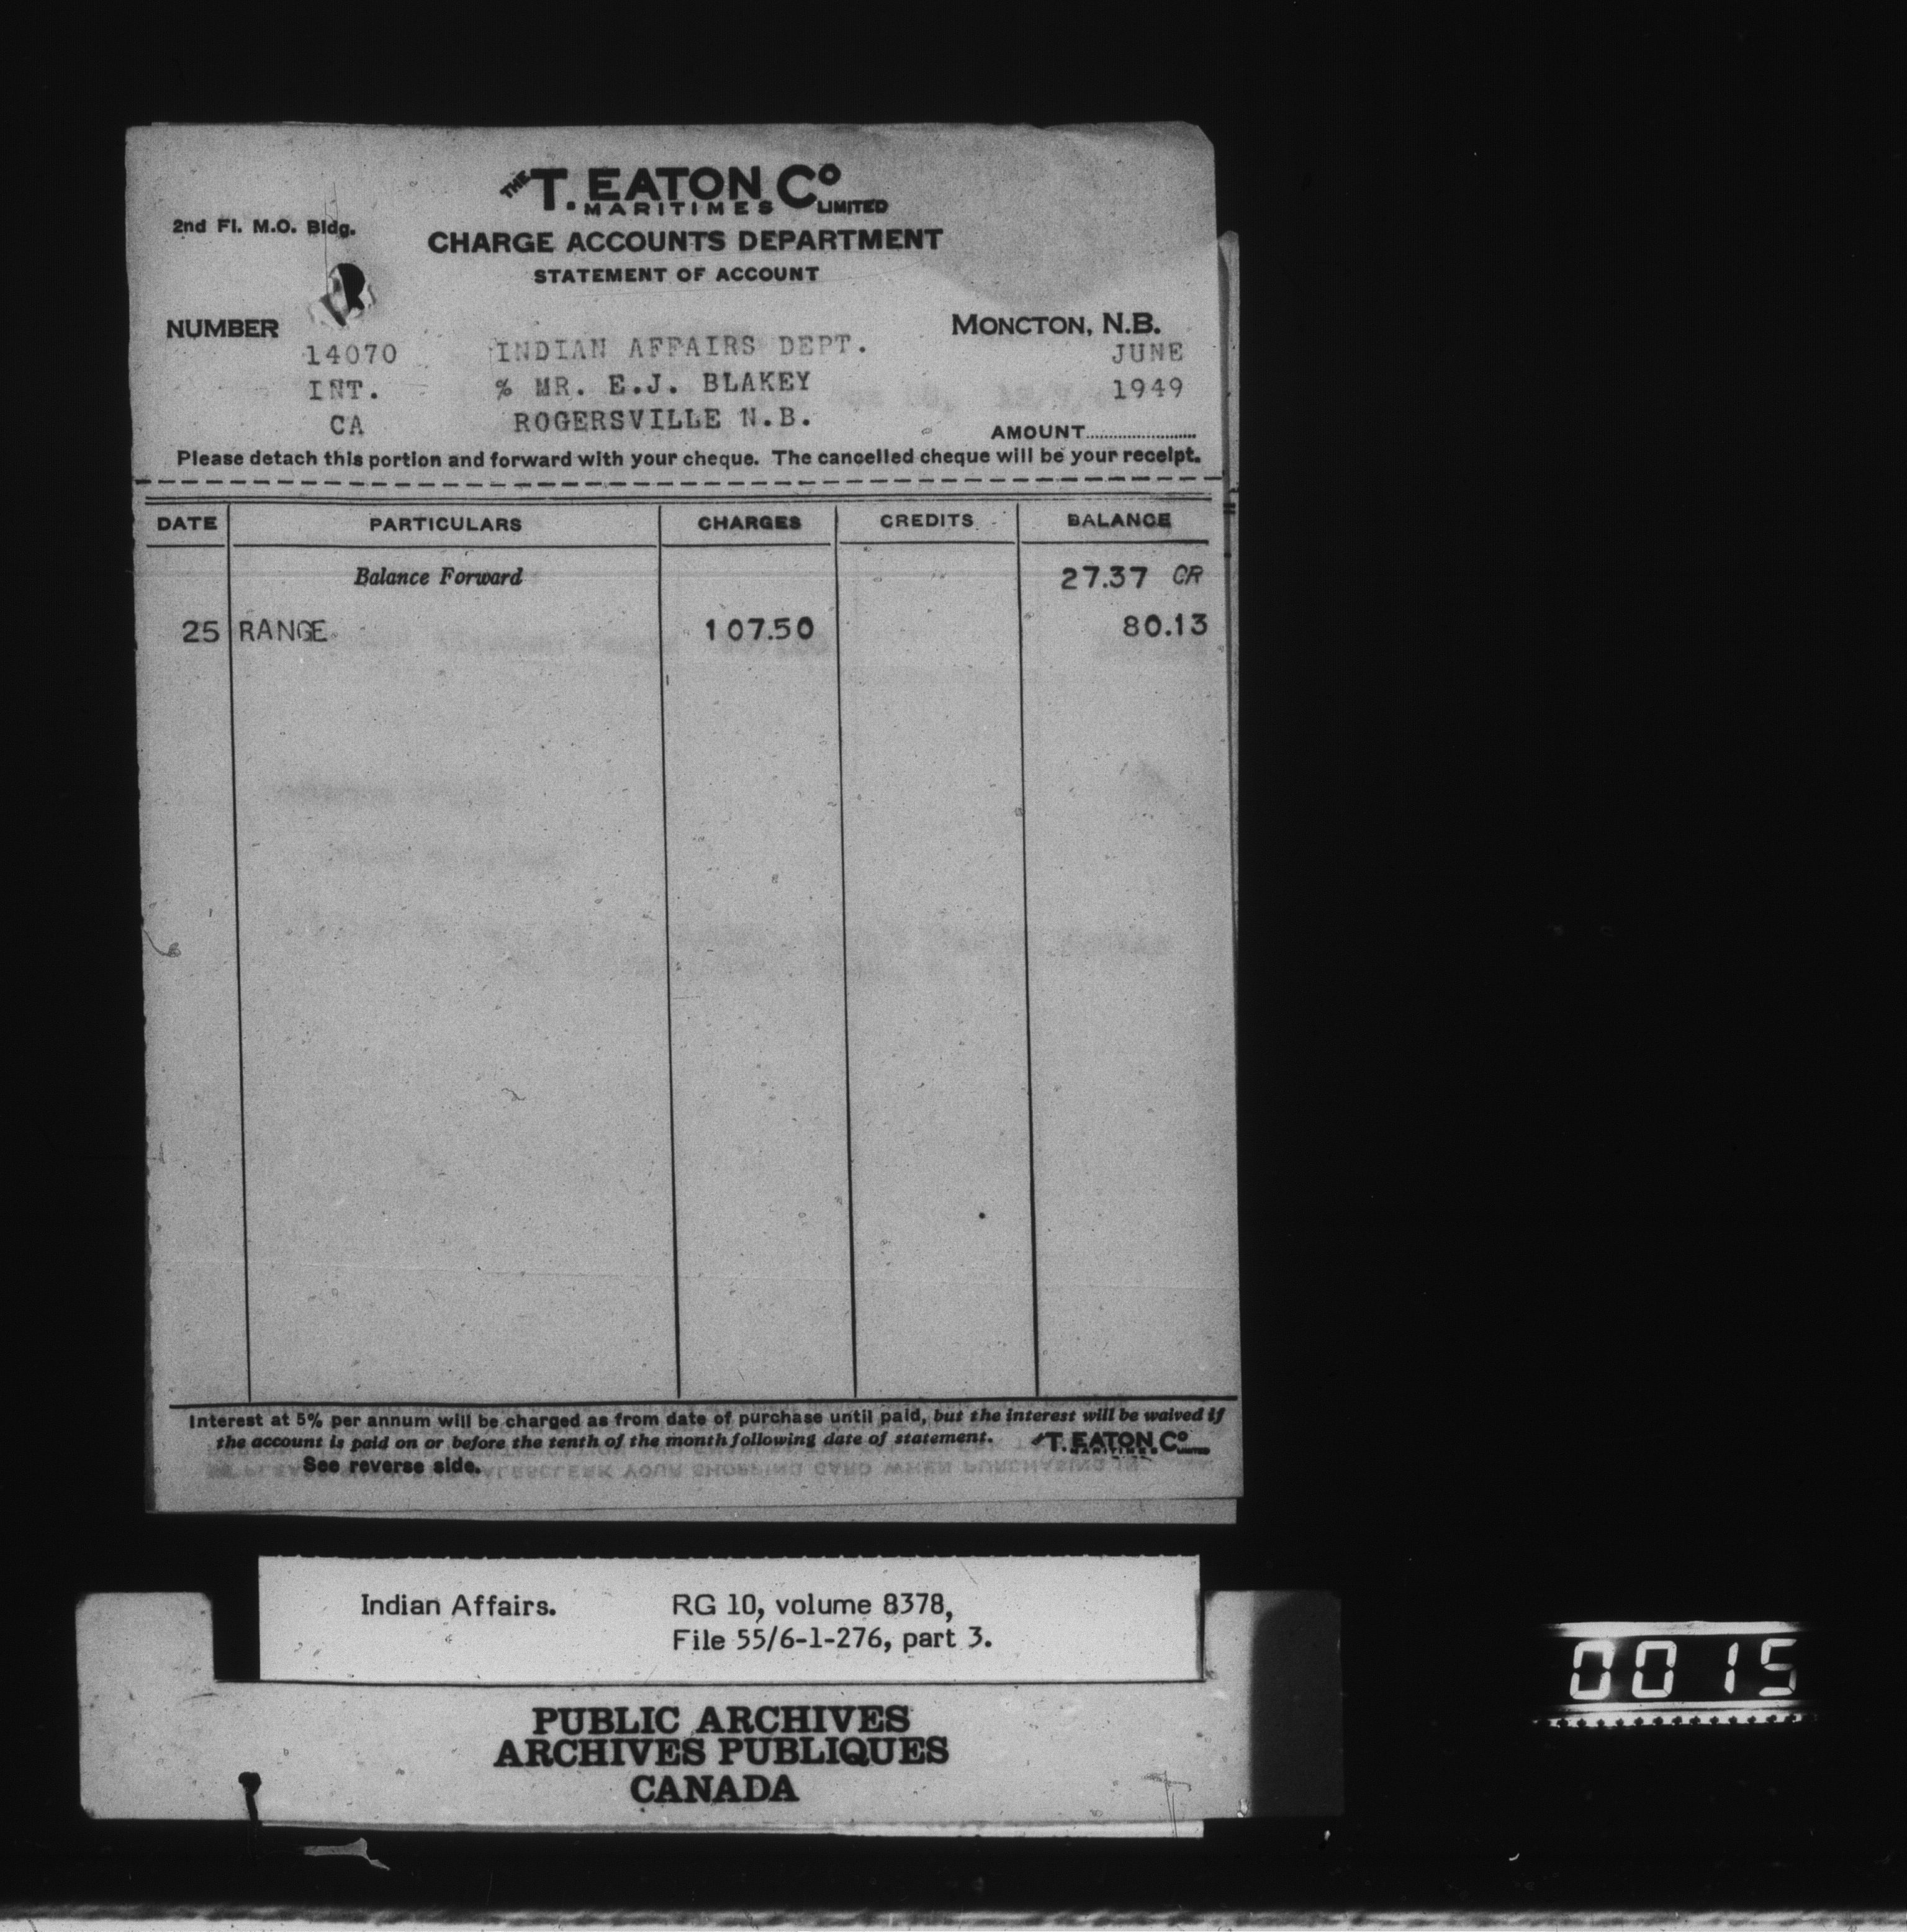 THE T. EATON Co
MARITIMES LIMITED
2nd Fl. M.O. Bldg.
CHARGE ACCOUNTS DEPARTMENT
STATEMENT OF ACCOUNT
NUMBER MONCTON, N.B.
14070 INDIAN AFFAIRS DEPT. JUNE
INT. % MR. E.J. BLAKEY 1949
CA ROGERSVILLE N.B.
AMOUNT
Please detach this portion and forward with your cheque. The cancelled cheque will be your receipt.
DATE PARTICULARS CHARGES CREDITS BALANCE
Balance Forward 27.37 CR
25 RANGE 107.50 80.13
Interest at 5% per annum will be charged as from date of purchase until paid, but the interest will be waived if
the account is paid on or before the tenth of the month following date of statement. THE T. EATON Co
MARITIMES LIMITED
See reverse side.
Indian Affairs. RG 10, volume 8378,
File 55/6-1-276, part 3.
PUBLIC ARCHIVES
ARCHIVES PUBLIQUES
CANADA
0015